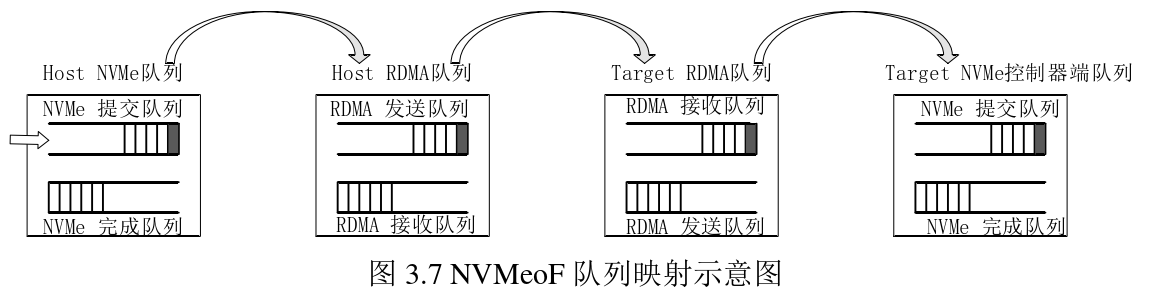 Host NVMe队列
Host RDMA队列
Target RDMA队列
Target NVMe控制器端队列
NVMe 提交队列
RDMA 发送队列
RDMA 接收队列
NVMe 提交队列
NVMe 完成队列
RDMA 接收队列
RDMA 发送队列
NVMe 完成队列
图 3.7 NVMeoF 队列映射示意图